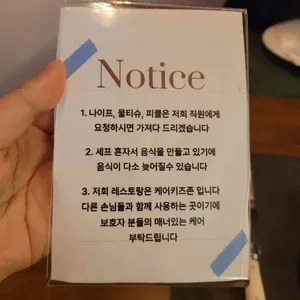 Notice
1. 나이프, 물티슈, 피클은 저희 직원에게
요청하시면 가져다 드리겠습니다
2. 셰프 혼자서 음식을 만들고 있기에
음식이 다소 늦어질수 있습니다
3. 저희 레스토랑은 케어키즈존 입니다
다른 손님들과 함께 사용하는 곳이기에
보호자 분들의 매너있는 케어
부탁드립니다